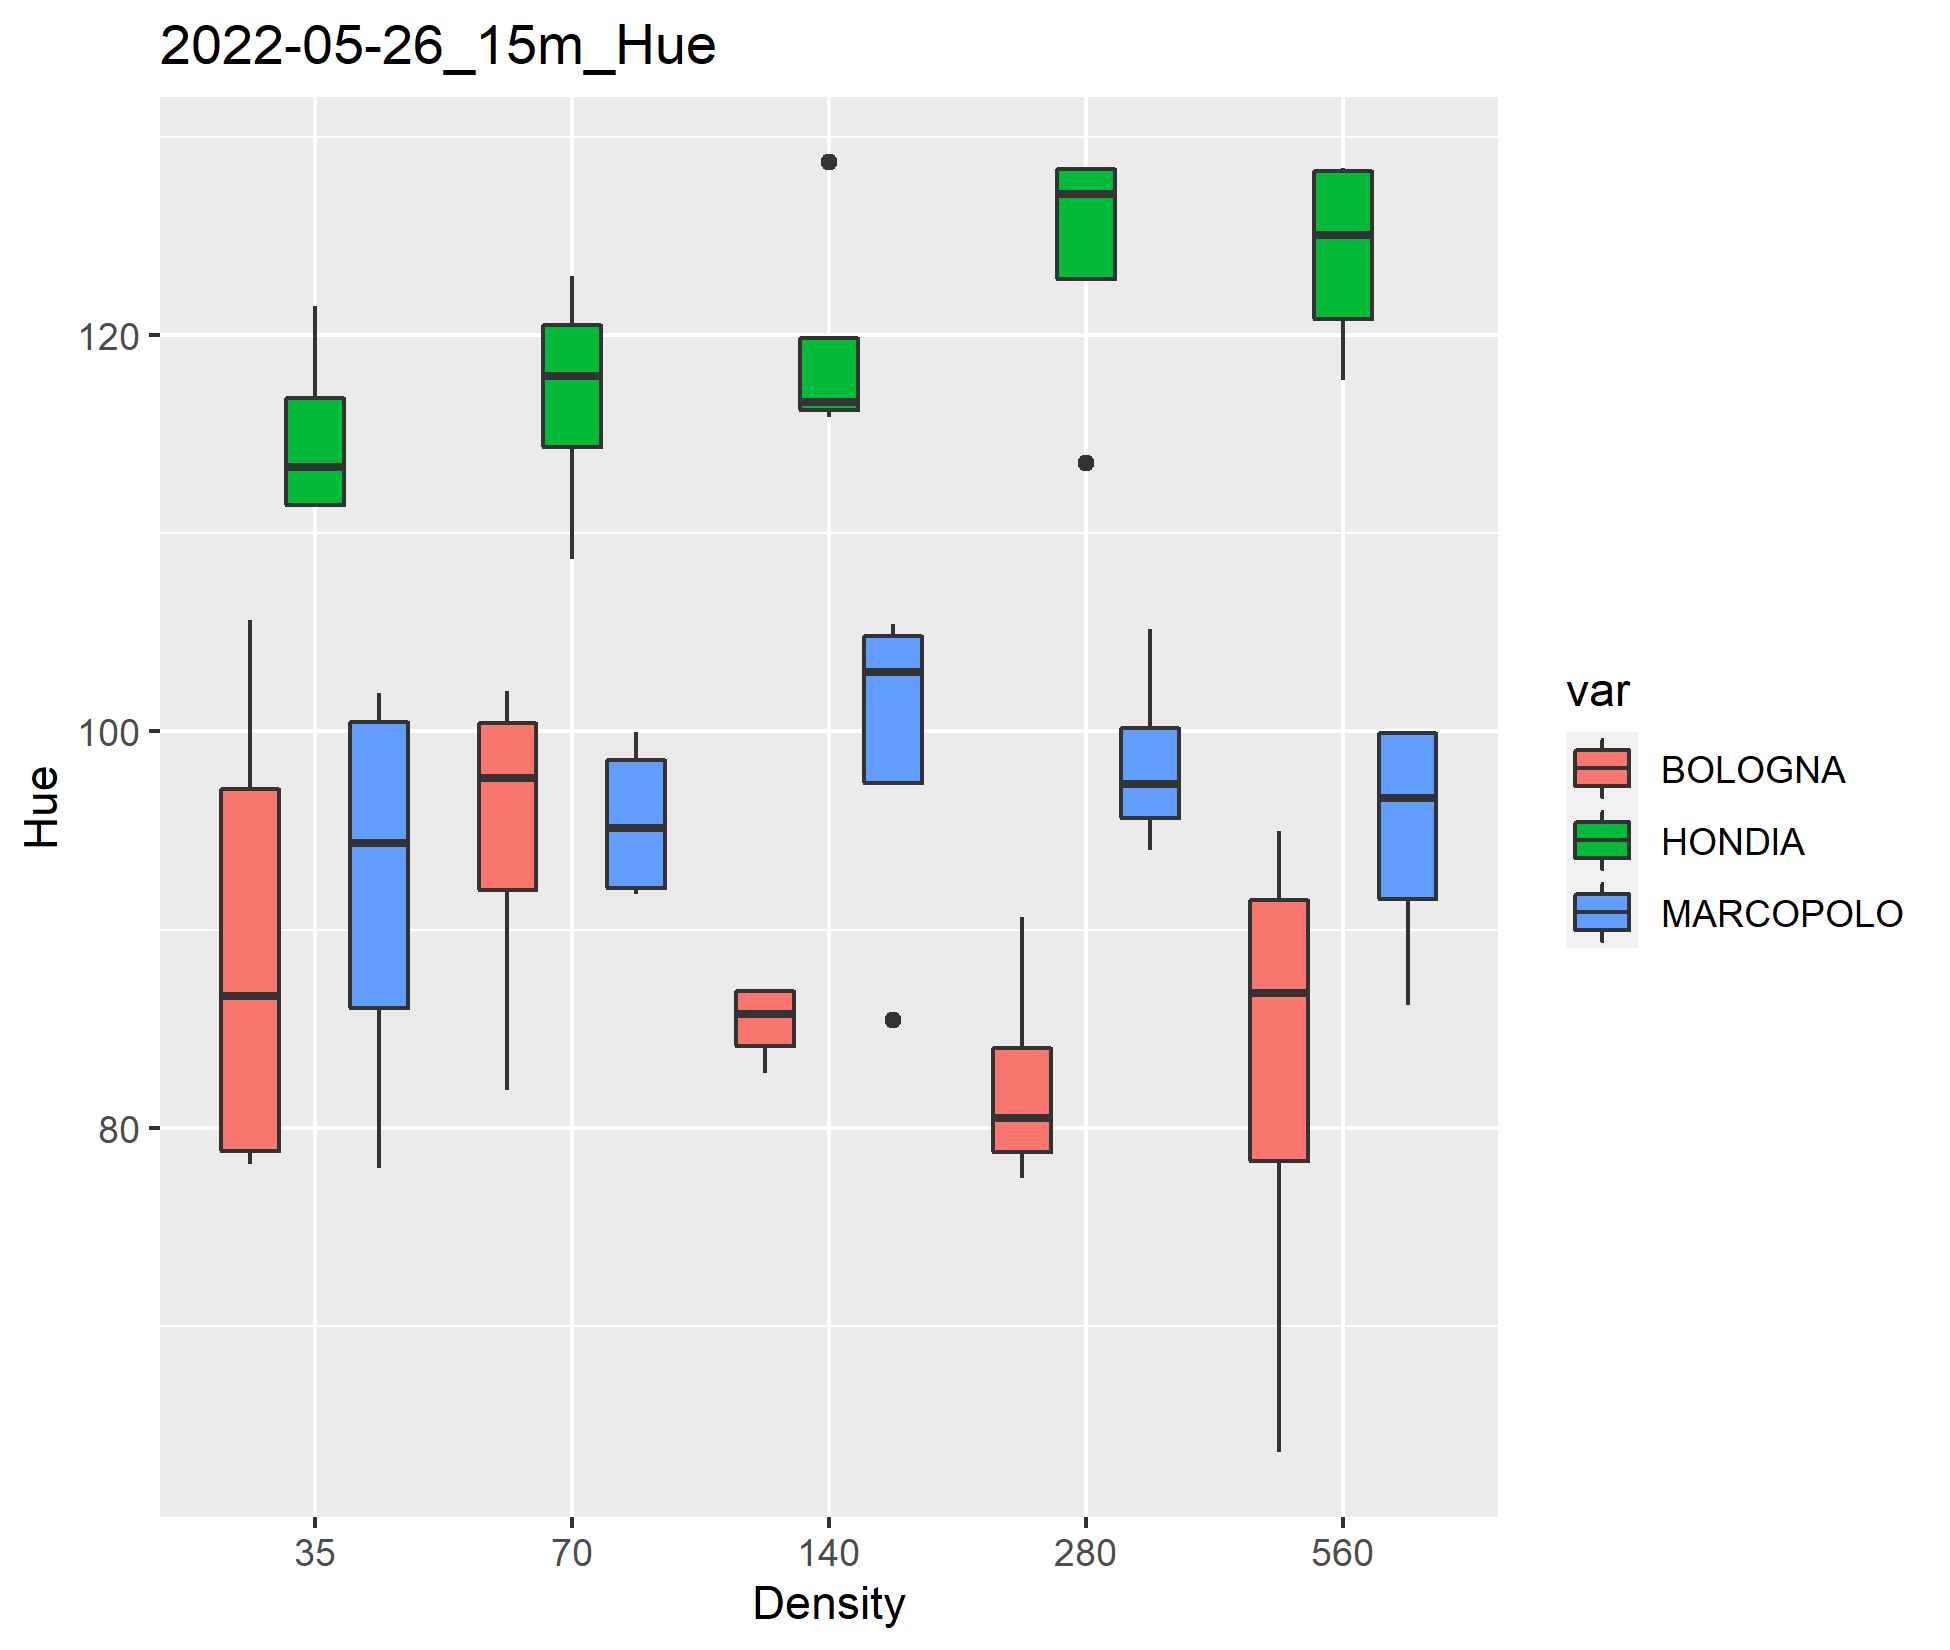 2022-05-26_15m_Hue
120
100
80
Hue
35 70 140 280 560
Density
var
BOLOGNA
HONDIA
MARCOPOLO